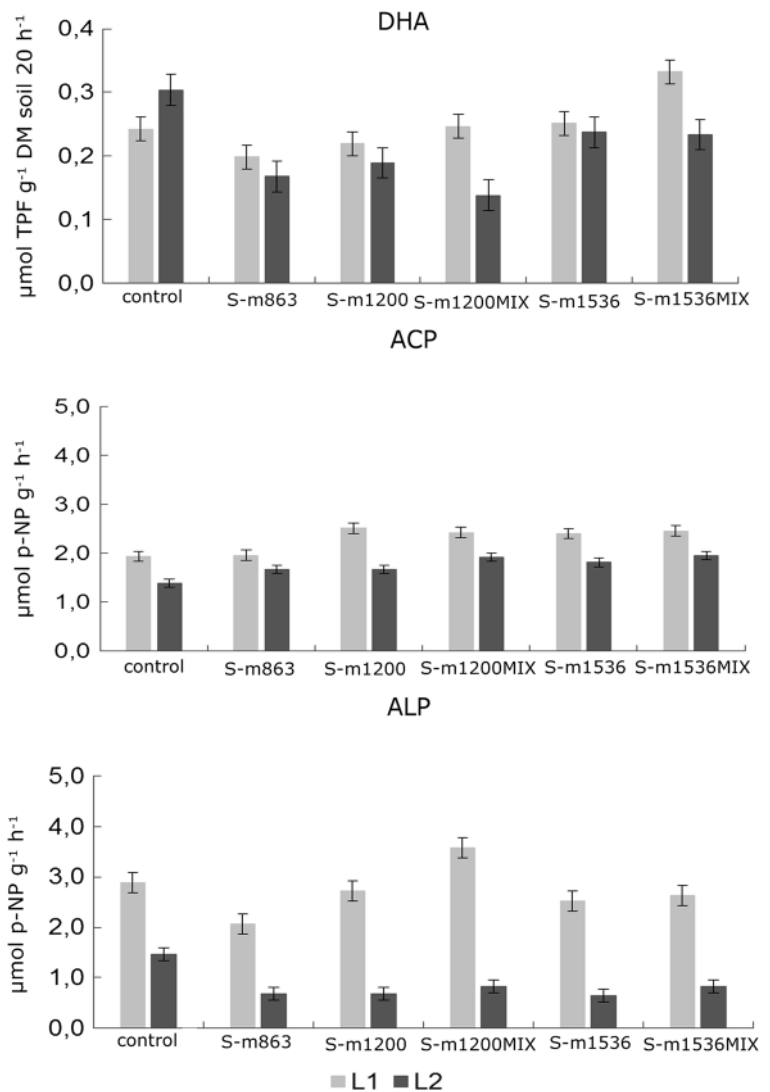 DHA
µmol TPF g⁻¹ DM soil 20 h⁻¹
0,4
0,3
0,2
0,1
0,0
control S-m863 S-m1200 S-m1200MIX S-m1536 S-m1536MIX
ACP
µmol p-NP g⁻¹ h⁻¹
5,0
4,0
3,0
2,0
1,0
0,0
control S-m863 S-m1200 S-m1200MIX S-m1536 S-m1536MIX
ALP
µmol p-NP g⁻¹ h⁻¹
5,0
4,0
3,0
2,0
1,0
0,0
control S-m863 S-m1200 S-m1200MIX S-m1536 S-m1536MIX
L1 L2